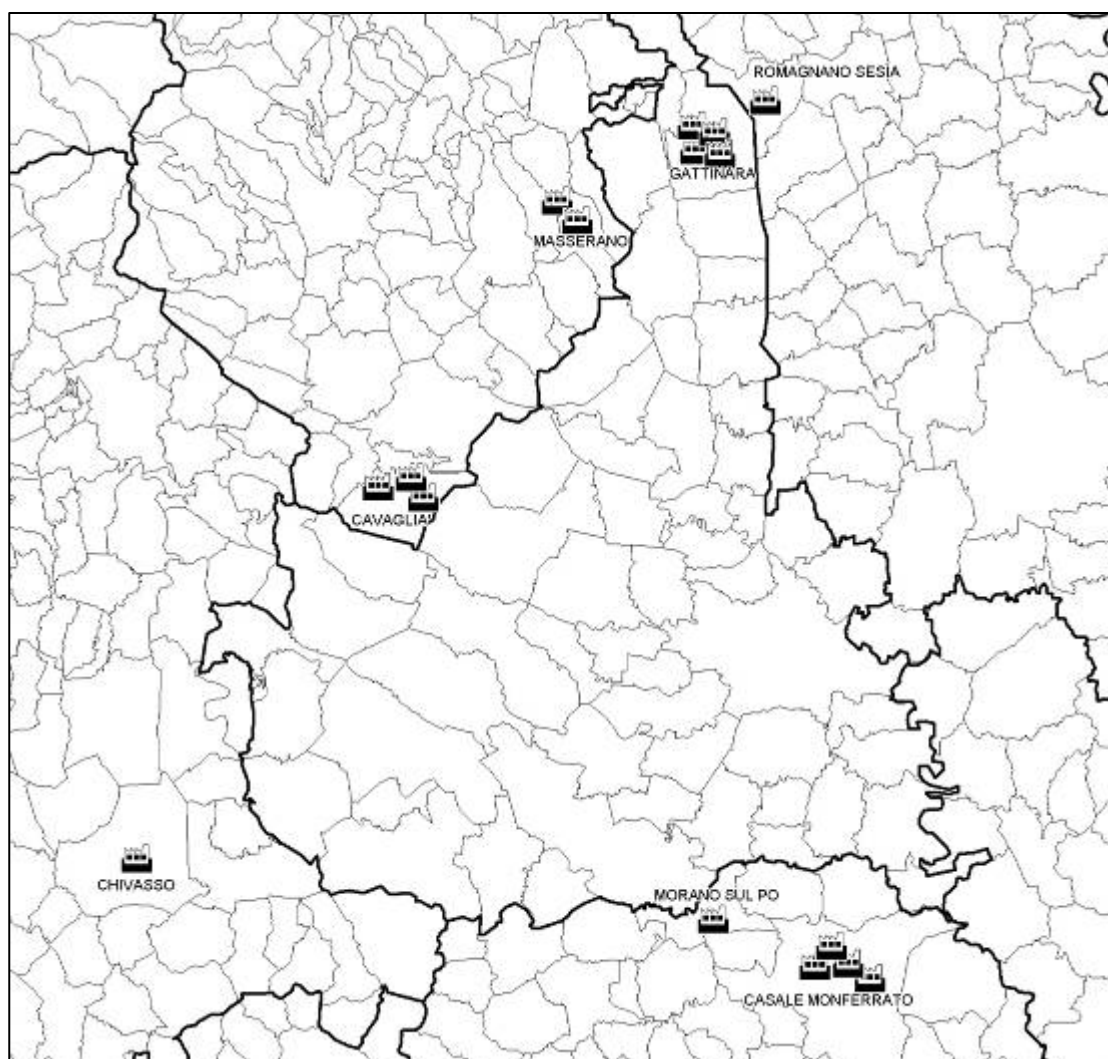 ROMAGNANO SESIA
GATTINARA
MASSERANO
CAVAGLIA'
CHIVASSO
MORANO SUL PO
CASALE MONFERRATO